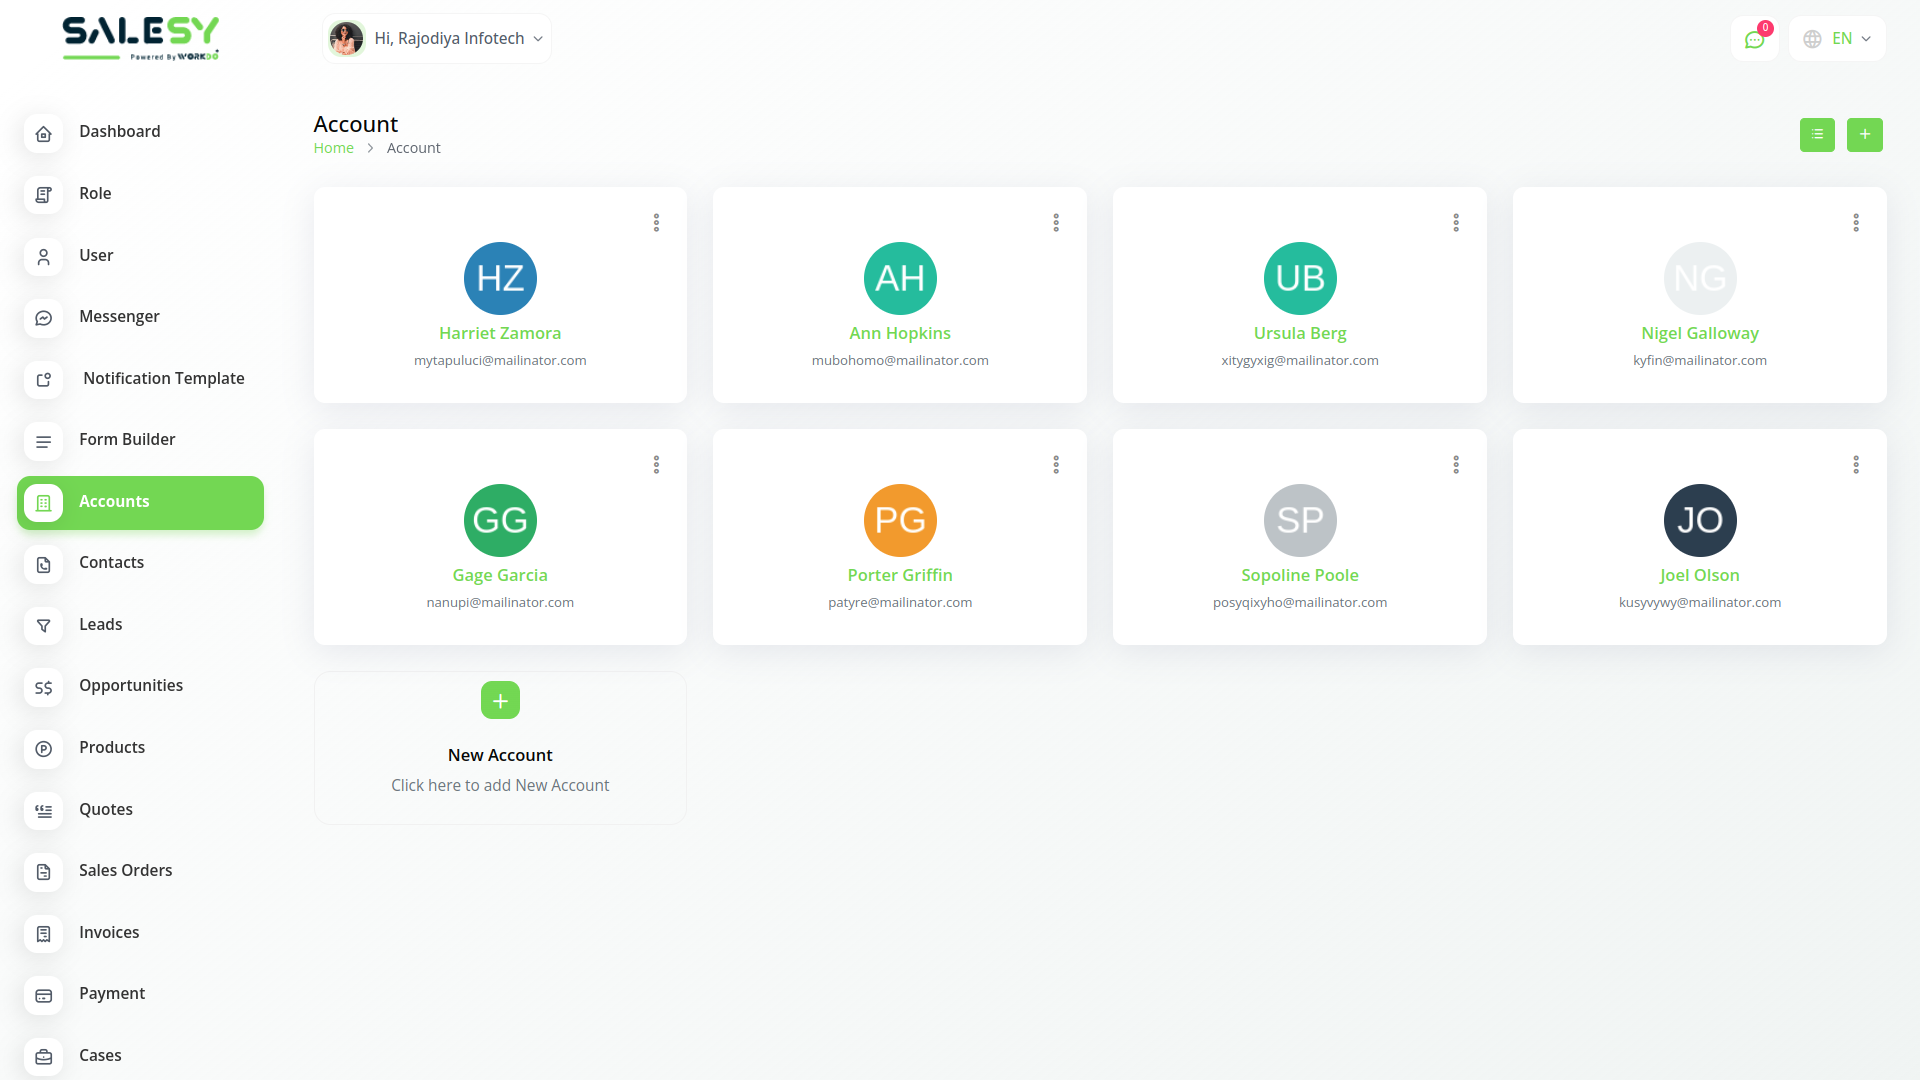 SALESY
Powered By WORKDO
Hi, Rajodiya Infotech
0
EN
Dashboard
Role
User
Messenger
Notification Template
Form Builder
Accounts
Contacts
Leads
Opportunities
Products
Quotes
Sales Orders
Invoices
Payment
Cases
Account
Home > Account
HZ
Harriet Zamora
mytapuluci@mailinator.com
AH
Ann Hopkins
mubohomo@mailinator.com
UB
Ursula Berg
xitygyxig@mailinator.com
NG
Nigel Galloway
kyfin@mailinator.com
GG
Gage Garcia
nanupi@mailinator.com
PG
Porter Griffin
patyre@mailinator.com
SP
Sopoline Poole
posyqixyho@mailinator.com
JO
Joel Olson
kusyvywy@mailinator.com
New Account
Click here to add New Account